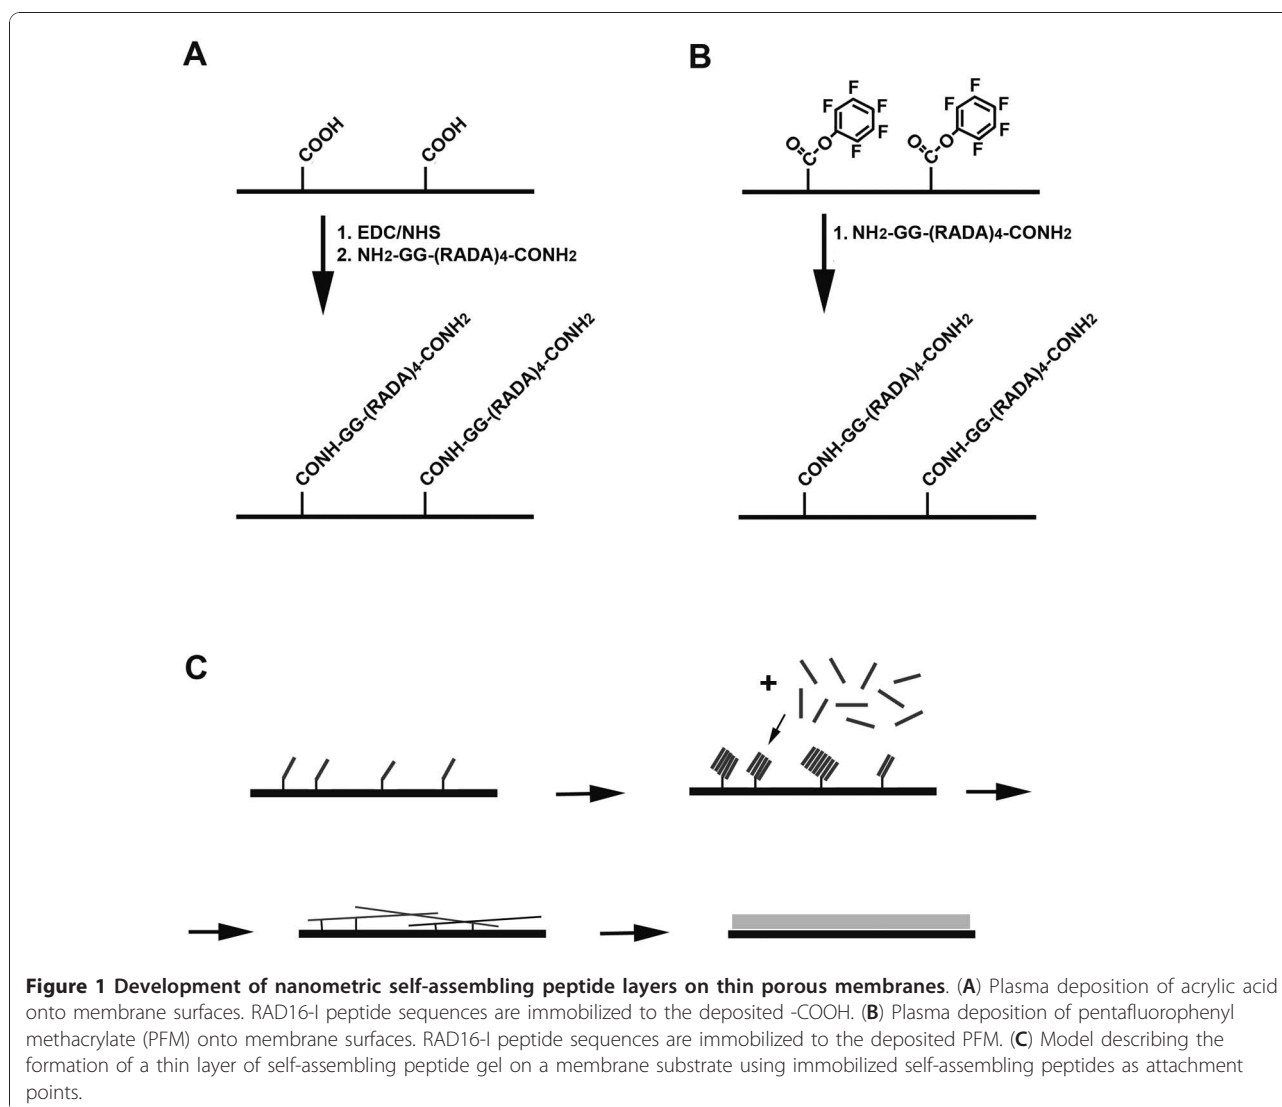 A
B
COOH
COOH
F
F
F
F
F
O
C
O
F
F
F
F
F
O
C
O
1. EDC/NHS
2. NH2-GG-(RADA)4-CONH2
1. NH2-GG-(RADA)4-CONH2
CONH-GG-(RADA)4-CONH2
CONH-GG-(RADA)4-CONH2
CONH-GG-(RADA)4-CONH2
CONH-GG-(RADA)4-CONH2
C
+
Figure 1 Development of nanometric self-assembling peptide layers on thin porous membranes. (A) Plasma deposition of acrylic acid
onto membrane surfaces. RAD16-I peptide sequences are immobilized to the deposited -COOH. (B) Plasma deposition of pentafluorophenyl
methacrylate (PFM) onto membrane surfaces. RAD16-I peptide sequences are immobilized to the deposited PFM. (C) Model describing the
formation of a thin layer of self-assembling peptide gel on a membrane substrate using immobilized self-assembling peptides as attachment
points.